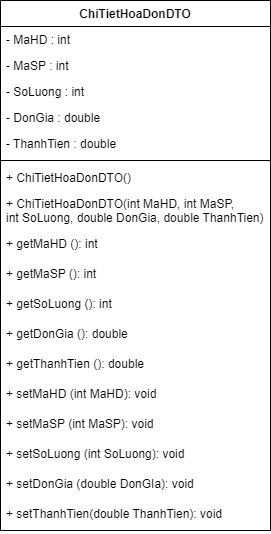 ChiTietHoaDonDTO
- MaHD : int
- MaSP : int
- SoLuong : int
- DonGia : double
- ThanhTien : double
+ ChiTietHoaDonDTO()
+ ChiTietHoaDonDTO(int MaHD, int MaSP,
int SoLuong, double DonGia, double ThanhTien)
+ getMaHD (): int
+ getMaSP (): int
+ getSoLuong (): int
+ getDonGia (): double
+ getThanhTien (): double
+ setMaHD (int MaHD): void
+ setMaSP (int MaSP): void
+ setSoLuong (int SoLuong): void
+ setDonGia (double DonGIa): void
+ setThanhTien(double ThanhTien): void